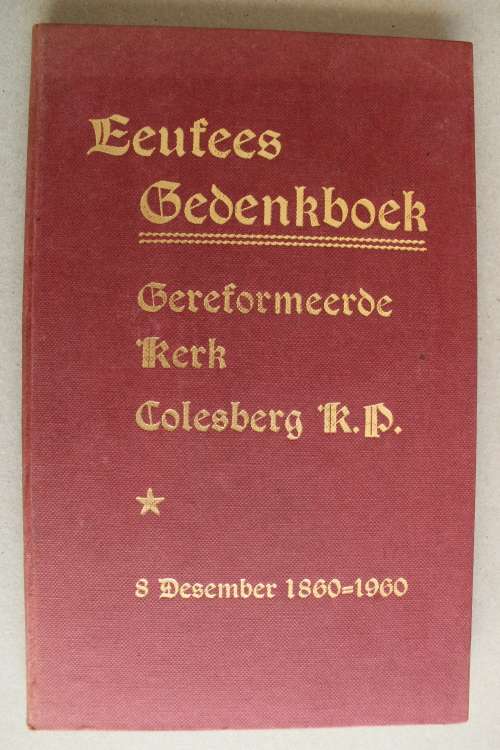 Eeufees
Gedenkboek
Gereformeerde
Kerk
Colesberg K.P.
8 Desember 1860=1960